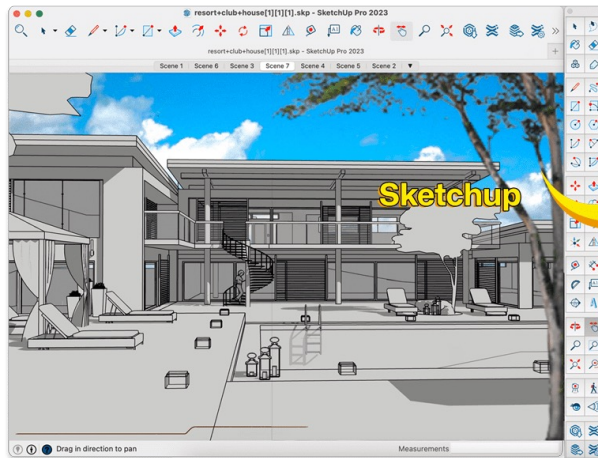 resort+club+house[1][1][1].skp - SketchUp Pro 2023
resort+club+house[1][1][1].skp - SketchUp Pro 2023
Scene 1 Scene 6 Scene 3 Scene 7 Scene 4 Scene 5 Scene 2
Sketchup
Drag in direction to pan Measurements